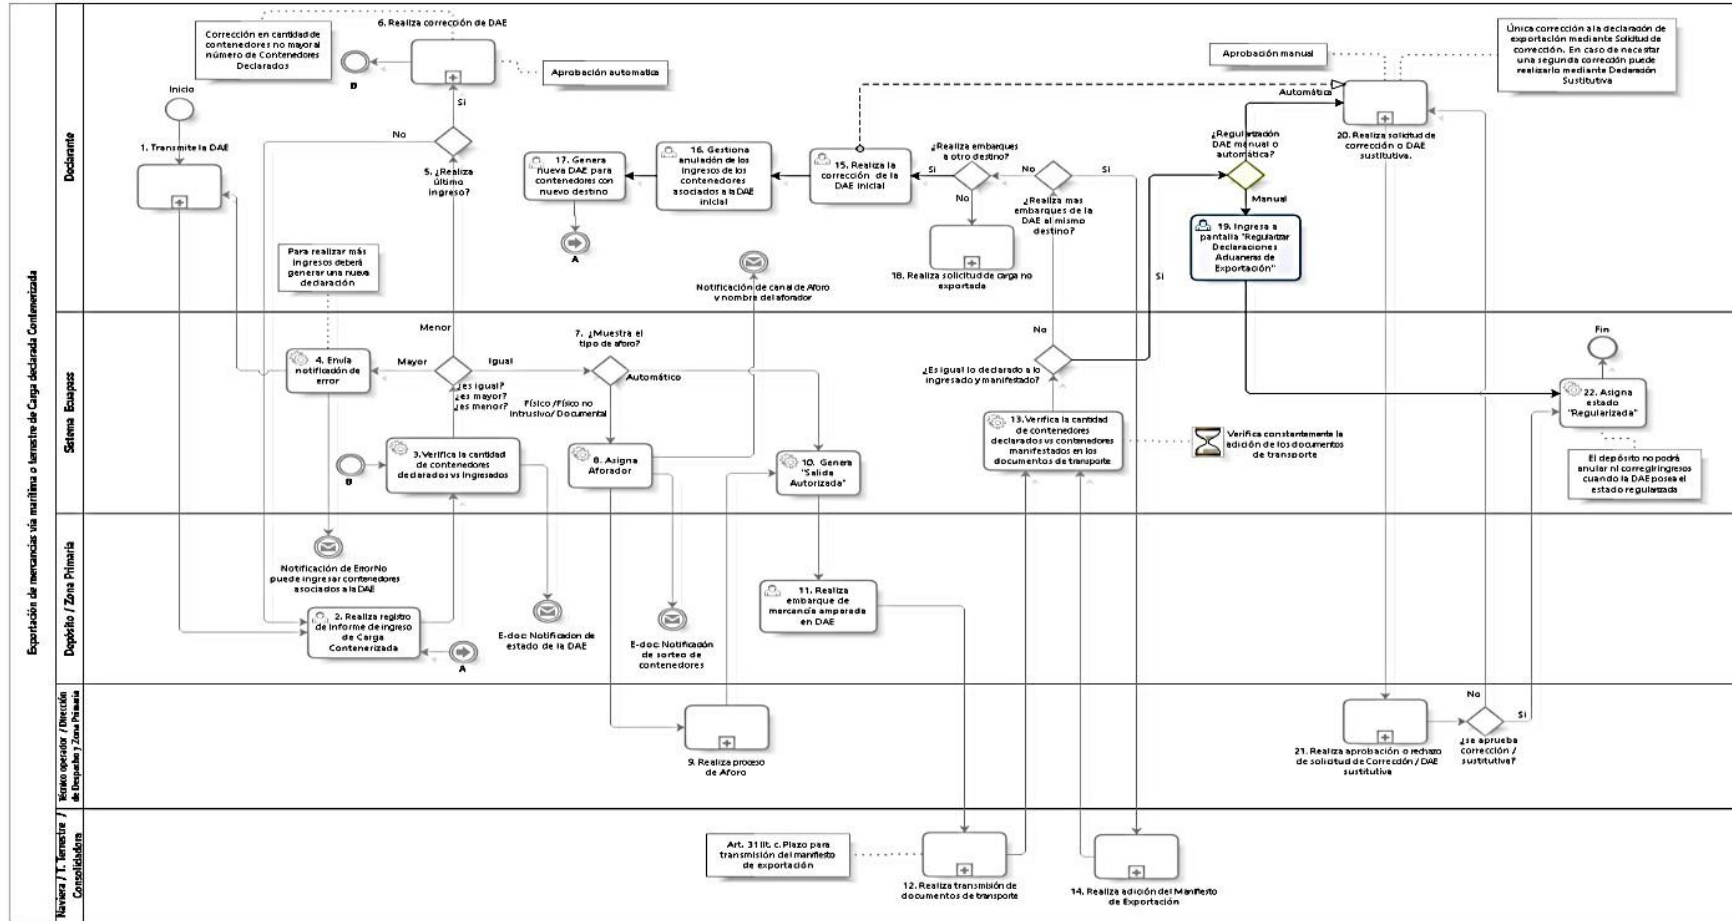 Exportación de mercancías vía marítima o terrestre de Carga declarada Contenerizada
Declarante
Inicio
1. Transmite la DAE
Corrección en cantidad de
contenedores no mayor al
número de Contenedores
Declarados
6. Realiza corrección de DAE
B
Aprobación automatica
Si
No
5. ¿Realiza
último
ingreso?
Para realizar más
ingresos deberá
generar una nueva
declaración
17. Genera
nueva DAE para
contenedores con
nuevo destino
A
16. Gestiona
anulación de los
ingresos de los
contenedores
asociados a la DAE
inicial
15. Realiza la
corrección de la
DAE inicial
¿Realiza embarques
a otro destino?
Si
No
18. Realiza solicitud de carga no
exportada
No
Si
¿Realiza mas
embarques de la
DAE al mismo
destino?
Notificación de canal de Aforo
y nombre del aforador
¿Regularización
DAE manual o
automática?
Automática
Manual
19. Ingresa a
pantalla "Regularizar
Declaraciones
Aduaneras de
Exportación"
Si
Aprobación manual
Única corrección a la declaración de
exportación mediante Solicitud de
corrección. En caso de necesitar
una segunda corrección puede
realizarlo mediante Declaración
Sustitutiva
20. Realiza solicitud de
corrección o DAE
sustitutiva.
Sistema Ecuapass
4. Envía
notificación de
error
Mayor
Menor
Igual
¿es igual?
¿es mayor?
¿es menor?
B
3.Verifica la cantidad
de contenedores
declarados vs Ingresados
7. ¿Muestra el
tipo de aforo?
Automático
Físico /Físico no
intrusivo/ Documental
8. Asigna
Aforador
10. Genera
"Salida
Autorizada"
No
¿Es igual lo declarado a lo
ingresado y manifestado?
13.Verifica la cantidad
de contenedores
declarados vs contenedores
manifestados en los
documentos de transporte
Verifica constantemente la
adición de los documentos
de transporte
Fin
22. Asigna
estado
"Regularizada"
El depósito no podrá
anular ni corregir ingresos
cuando la DAE posea el
estado regularizada
Depósito / Zona Primaria
Notificación de Error No
puede ingresar contenedores
asociados a la DAE
2. Realiza registro
de informe de ingreso
de Carga
Contenerizada
A
E-doc: Notificacion de
estado de la DAE
E-doc: Notificación
de sorteo de
contenedores
11. Realiza
embarque de
mercancía amparada
en DAE
Técnico operador / Dirección
de Despacho y Zona Primaria
9. Realiza proceso
de Aforo
21. Realiza aprobación o rechazo
de solicitud de Corrección / DAE
sustitutiva
No
Si
¿se aprueba
corrección /
sustitutiva?
Naviera / T. Terrestre /
Consolidadora
Art. 31 lit. c. Plazo para
transmisión del manifiesto
de exportación
12. Realiza transmisión de
documentos de transporte
14. Realiza adición del Manifiesto
de Exportación